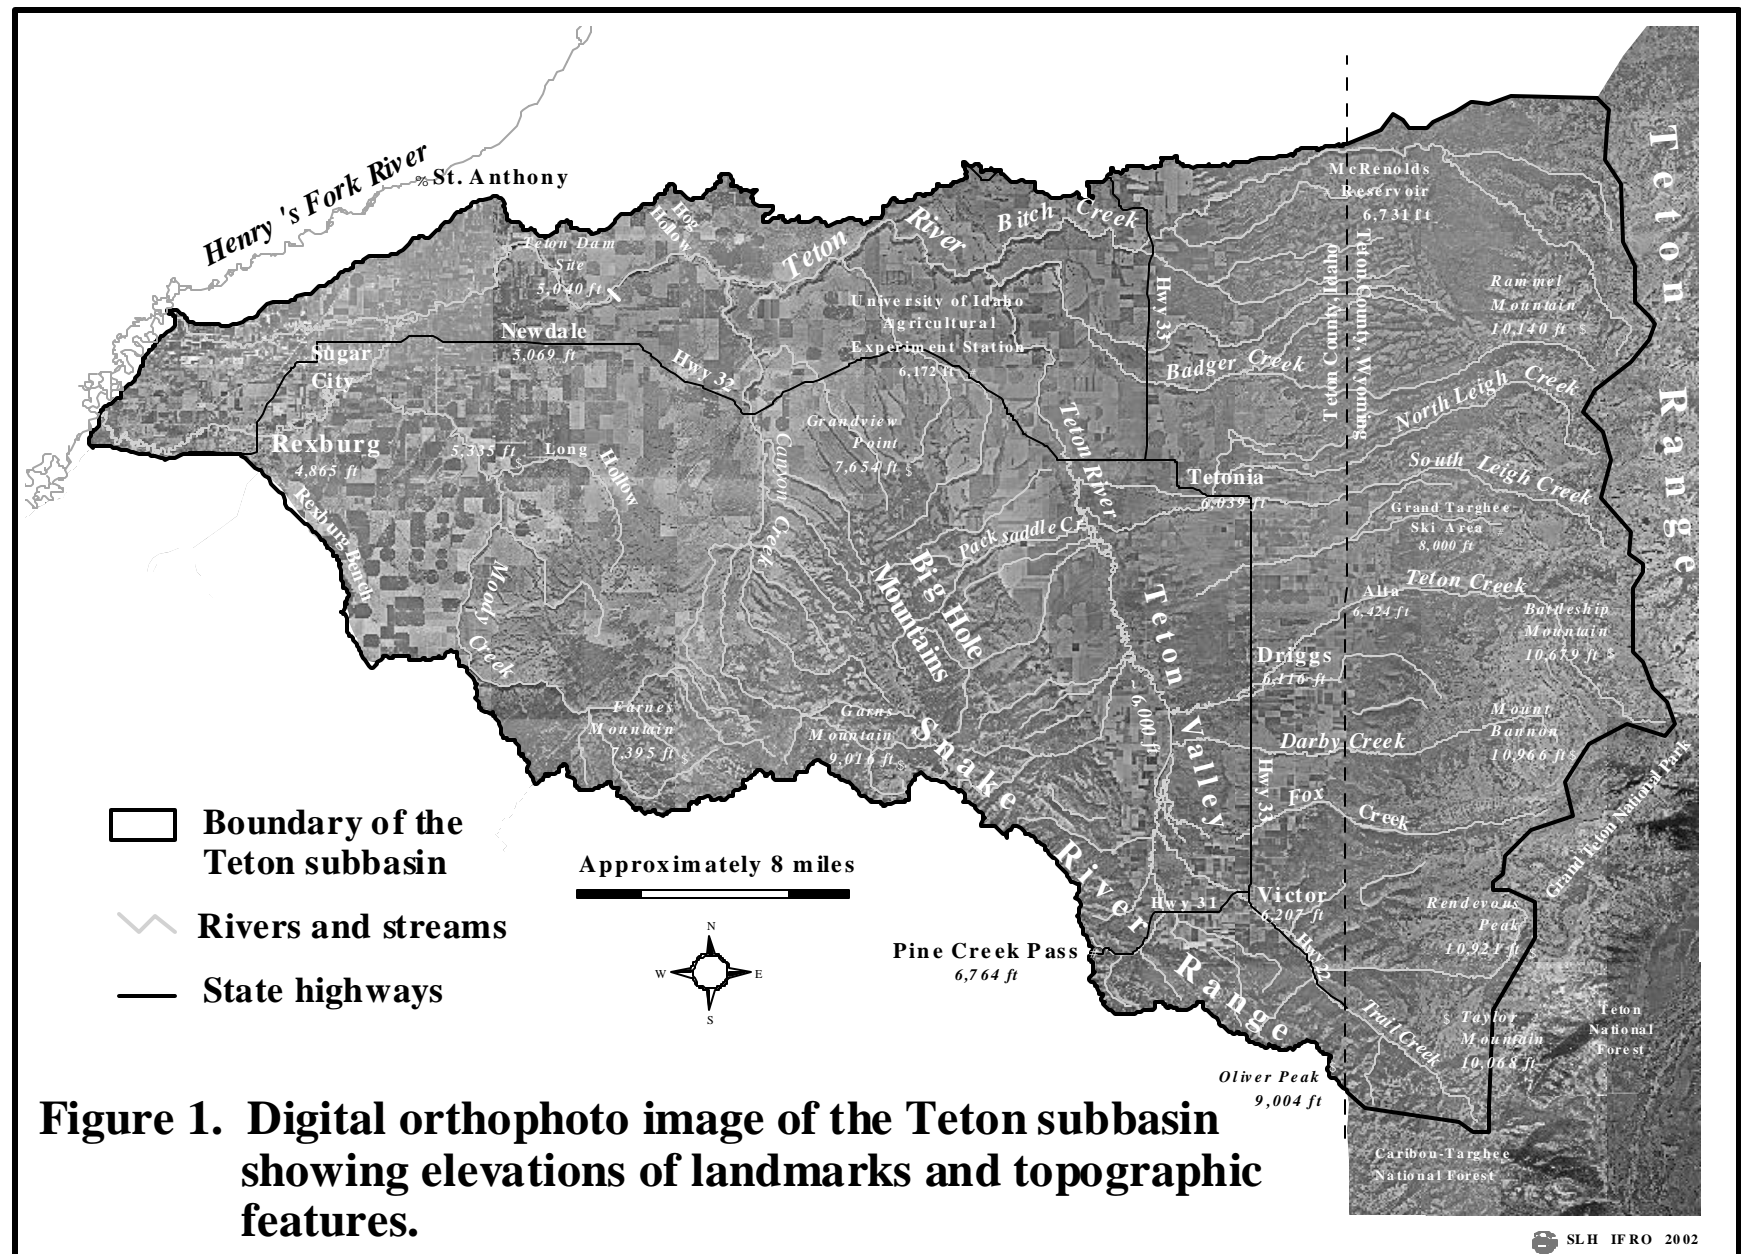 Henry 's Fork River
St. Anthony
Teton Dam
Site
5,040 ft
Hog
Hollow
Teton River
Bitch Creek
McRenolds
Reservoir
6,731 ft
Teton Range
Teton County, Idaho
Teton County, Wyoming
Rammel
Mountain
10,140 ft $
University of Idaho
Agricultural
Experiment Station
6,172 ft
Hwy 33
Newdale
5,069 ft
Sugar
City
Hwy 32
Badger Creek
North Leigh Creek
Grandview
Point
7,654 ft $
Teton River
Rexburg
4,865 ft
5,335 ft
Long Hollow
Canyon Creek
Tetonia
6,039 ft
South Leigh Creek
Grand Targhee
Ski Area
8,000 ft
Rexburg Bench
Moody Creek
Packsaddle Cr.
Big Hole
Mountains
Teton Valley
Teton Creek
Alta
6,424 ft
Battleship
Mountain
10,679 ft $
Driggs
6,116 ft
6,000 ft
Farnes
Mountain
7,395 ft $
Garns
Mountain
9,016 ft $
Snake River Range
Darby Creek
Mount
Bannon
10,966 ft $
Hwy 33
Fox Creek
Grand Teton National Park
Victor
6,207 ft
Hwy 31
Hwy 22
Rendevous
Peak
10,921 ft
Pine Creek Pass
6,764 ft
Trail Creek
$ Taylor
Mountain
10,068 ft
Teton
National
Forest
Oliver Peak
9,004 ft
Caribou-Targhee
National Forest
Boundary of the
Teton subbasin
Rivers and streams
State highways
Approximately 8 miles
N
W
E
S
Figure 1. Digital orthophoto image of the Teton subbasin
showing elevations of landmarks and topographic
features.
SLH IFRO 2002